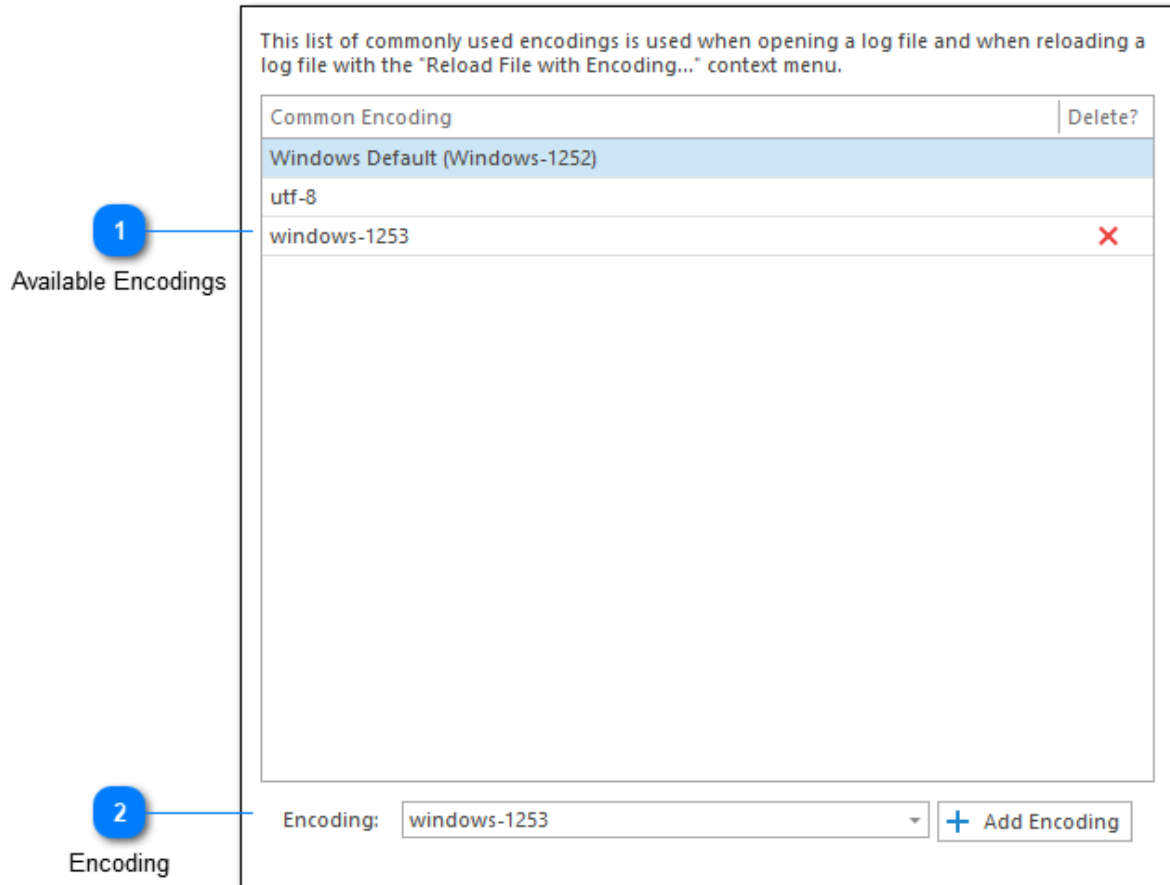 This list of commonly used encodings is used when opening a log file and when reloading a
log file with the "Reload File with Encoding..." context menu.
Common Encoding Delete?
Windows Default (Windows-1252)
utf-8
1
windows-1253
Available Encodings
2
Encoding: windows-1253 Add Encoding
Encoding